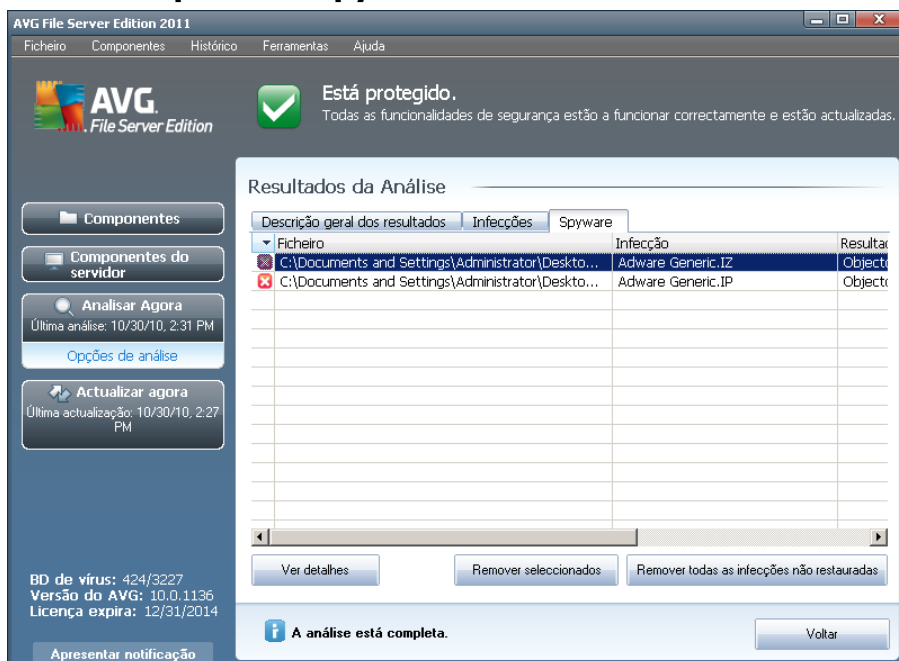 AVG File Server Edition 2011
Ficheiro Componentes Histórico Ferramentas Ajuda
AVG.
File Server Edition
Está protegido.
Todas as funcionalidades de segurança estão a funcionar correctamente e estão actualizadas.
Componentes
Componentes do
servidor
Analisar Agora
Última análise: 10/30/10, 2:31 PM
Opções de análise
Actualizar agora
Última actualização: 10/30/10, 2:27
PM
BD de vírus: 424/3227
Versão do AVG: 10.0.1136
Licença expira: 12/31/2014
Apresentar notificação
Resultados da Análise
Descrição geral dos resultados Infecções Spyware
Ficheiro Infecção Resultac
C:\Documents and Settings\Administrator\Deskto... Adware Generic.IZ Objecto
C:\Documents and Settings\Administrator\Deskto... Adware Generic.IP Objecto
Ver detalhes Remover seleccionados Remover todas as infecções não restauradas
A análise está completa.
Voltar